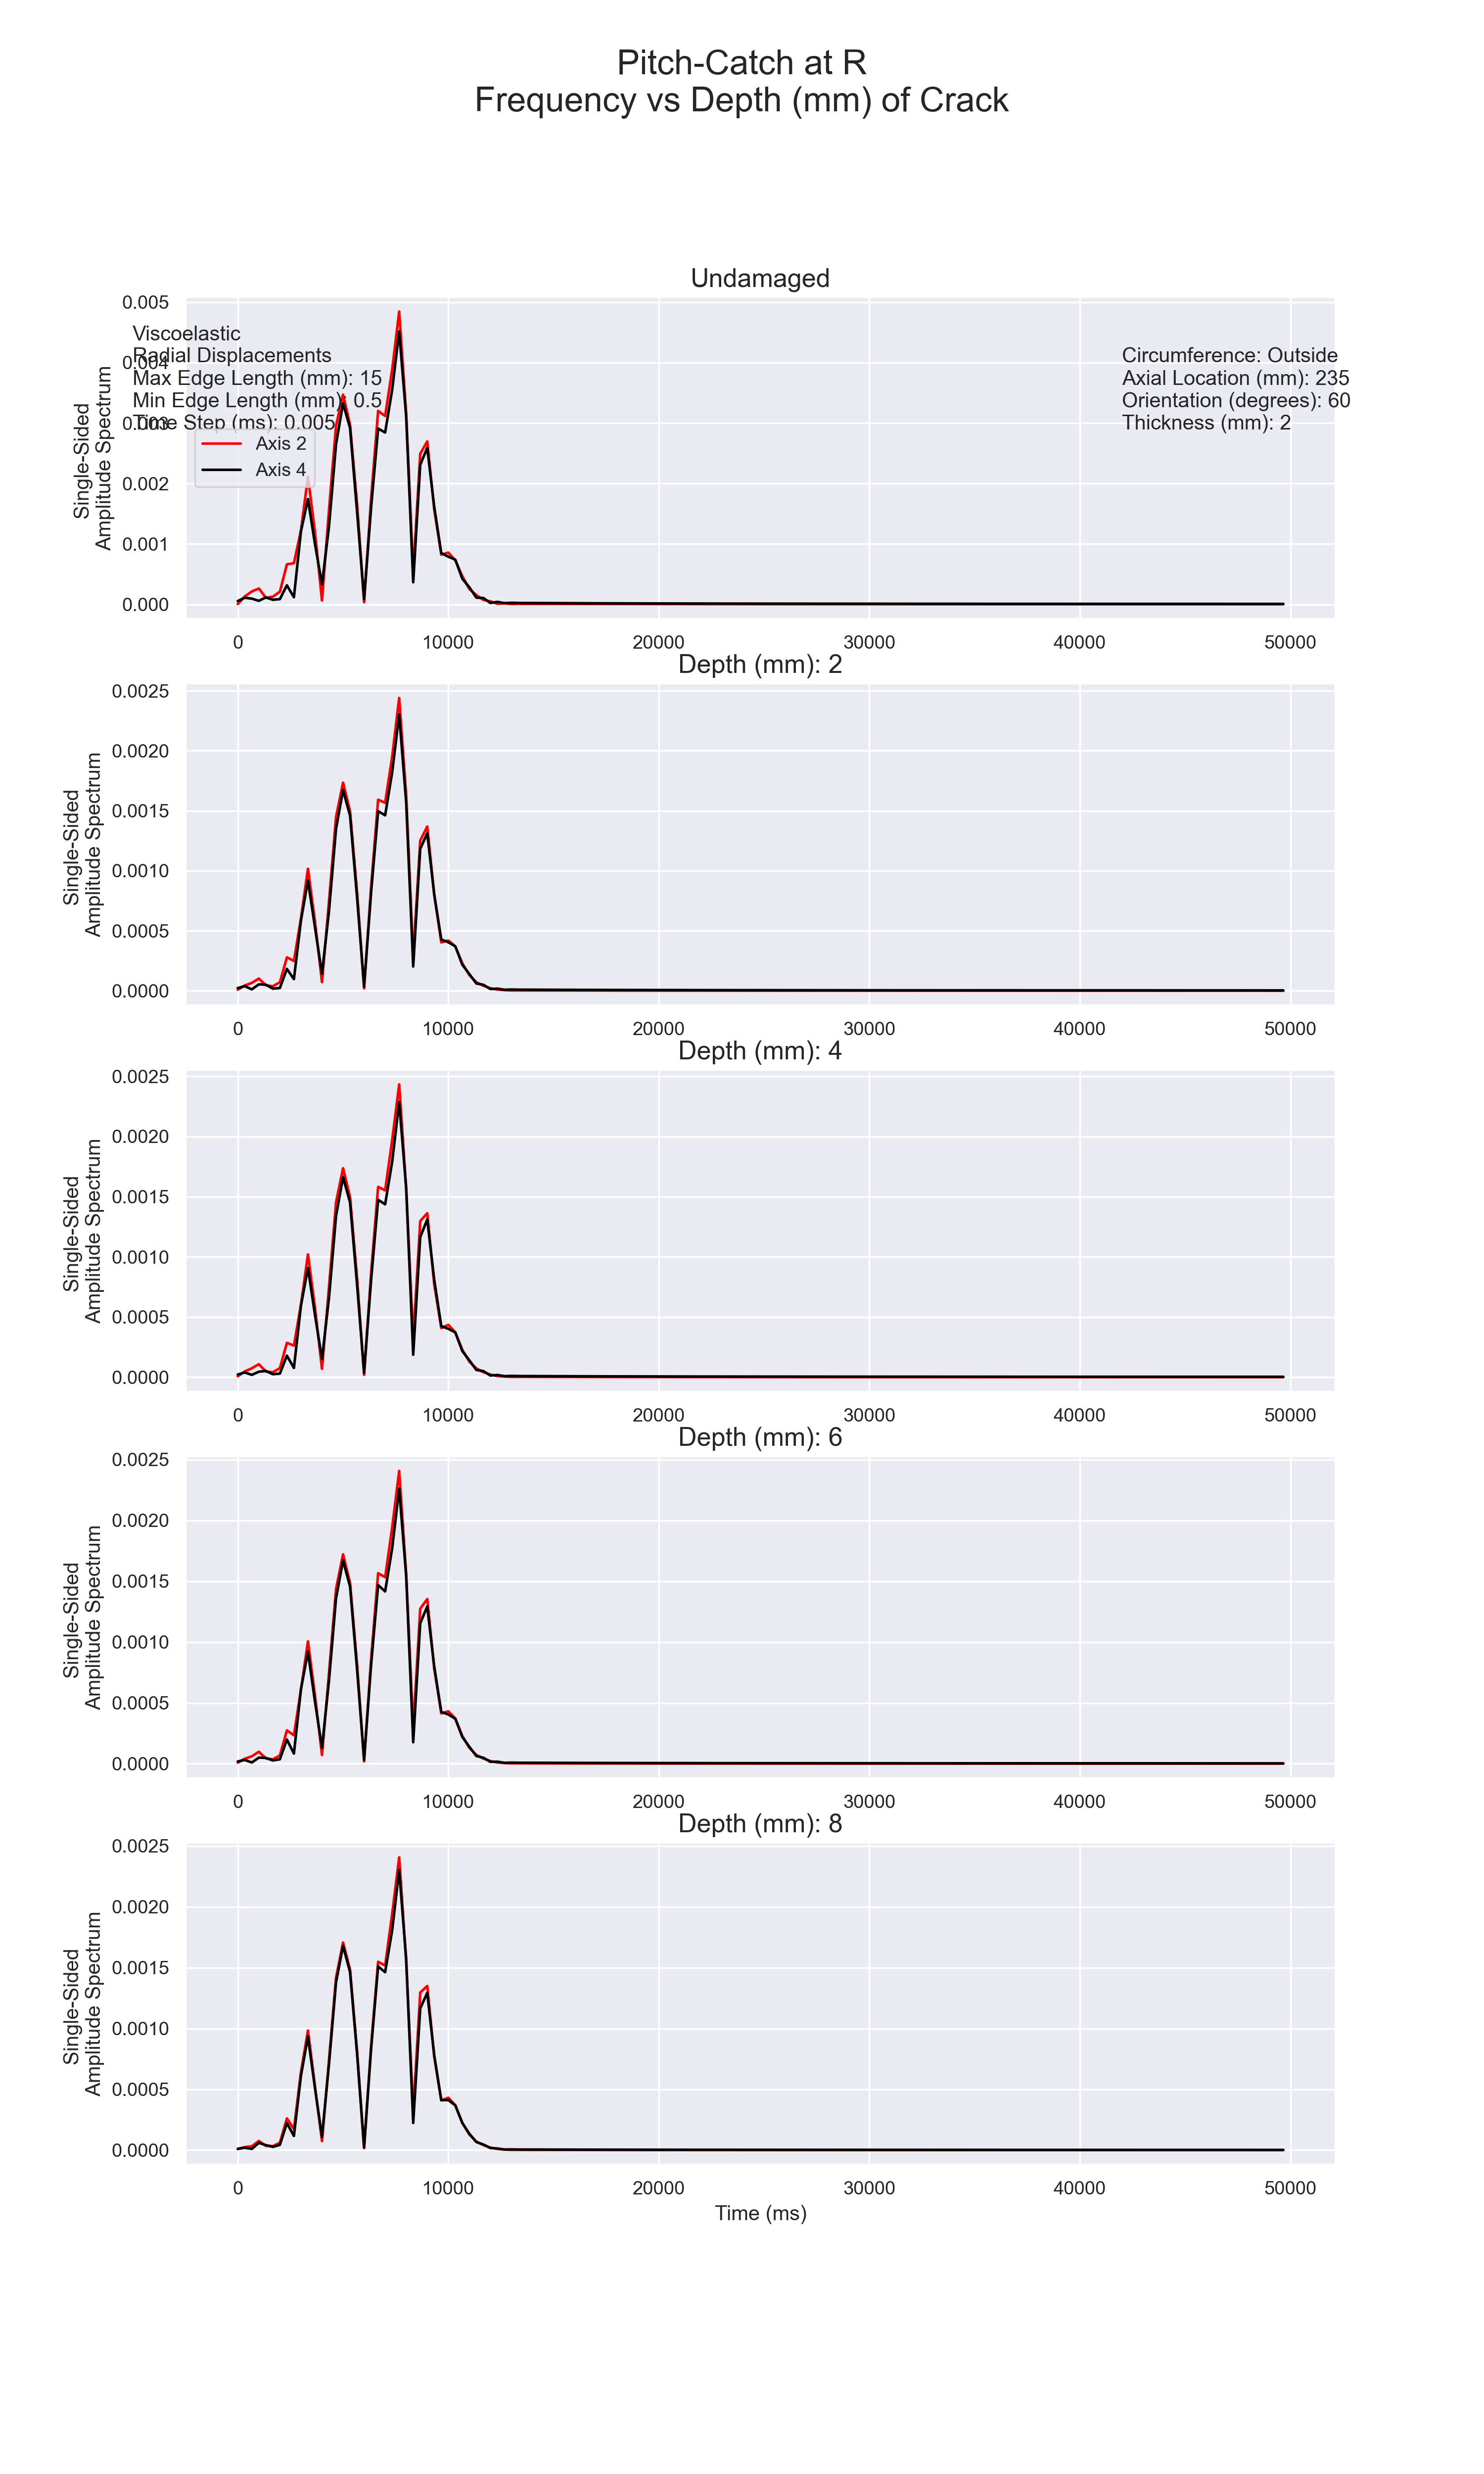 Pitch-Catch at R
Frequency vs Depth (mm) of Crack
Undamaged
Viscoelastic
Radial Displacements
Max Edge Length (mm): 15
Min Edge Length (mm): 0.5
Time Step (ms): 0.005
Circumference: Outside
Axial Location (mm): 235
Orientation (degrees): 60
Thickness (mm): 2
Axis 2
Axis 4
Single-Sided
Amplitude Spectrum
0.005
0.004
0.003
0.002
0.001
0.000
0 10000 20000 30000 40000 50000
Depth (mm): 2
Single-Sided
Amplitude Spectrum
0.0025
0.0020
0.0015
0.0010
0.0005
0.0000
0 10000 20000 30000 40000 50000
Depth (mm): 4
Single-Sided
Amplitude Spectrum
0.0025
0.0020
0.0015
0.0010
0.0005
0.0000
0 10000 20000 30000 40000 50000
Depth (mm): 6
Single-Sided
Amplitude Spectrum
0.0025
0.0020
0.0015
0.0010
0.0005
0.0000
0 10000 20000 30000 40000 50000
Depth (mm): 8
Single-Sided
Amplitude Spectrum
0.0025
0.0020
0.0015
0.0010
0.0005
0.0000
0 10000 20000 30000 40000 50000
Time (ms)